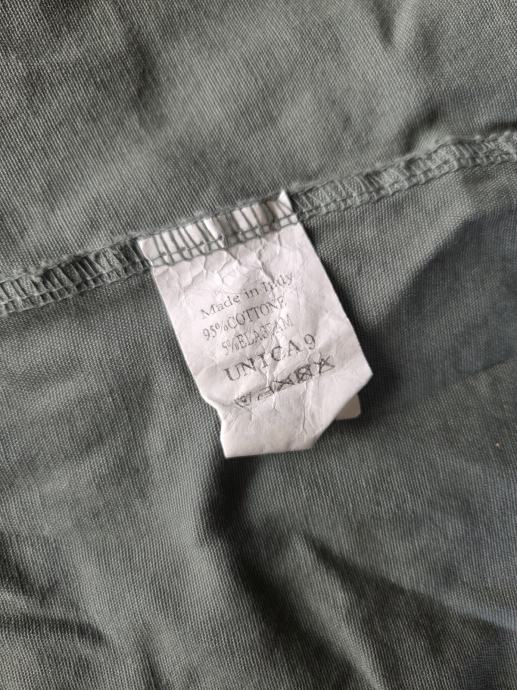 Made in Italy
95%COTTONE
5%ELASTAM
UNICA 9